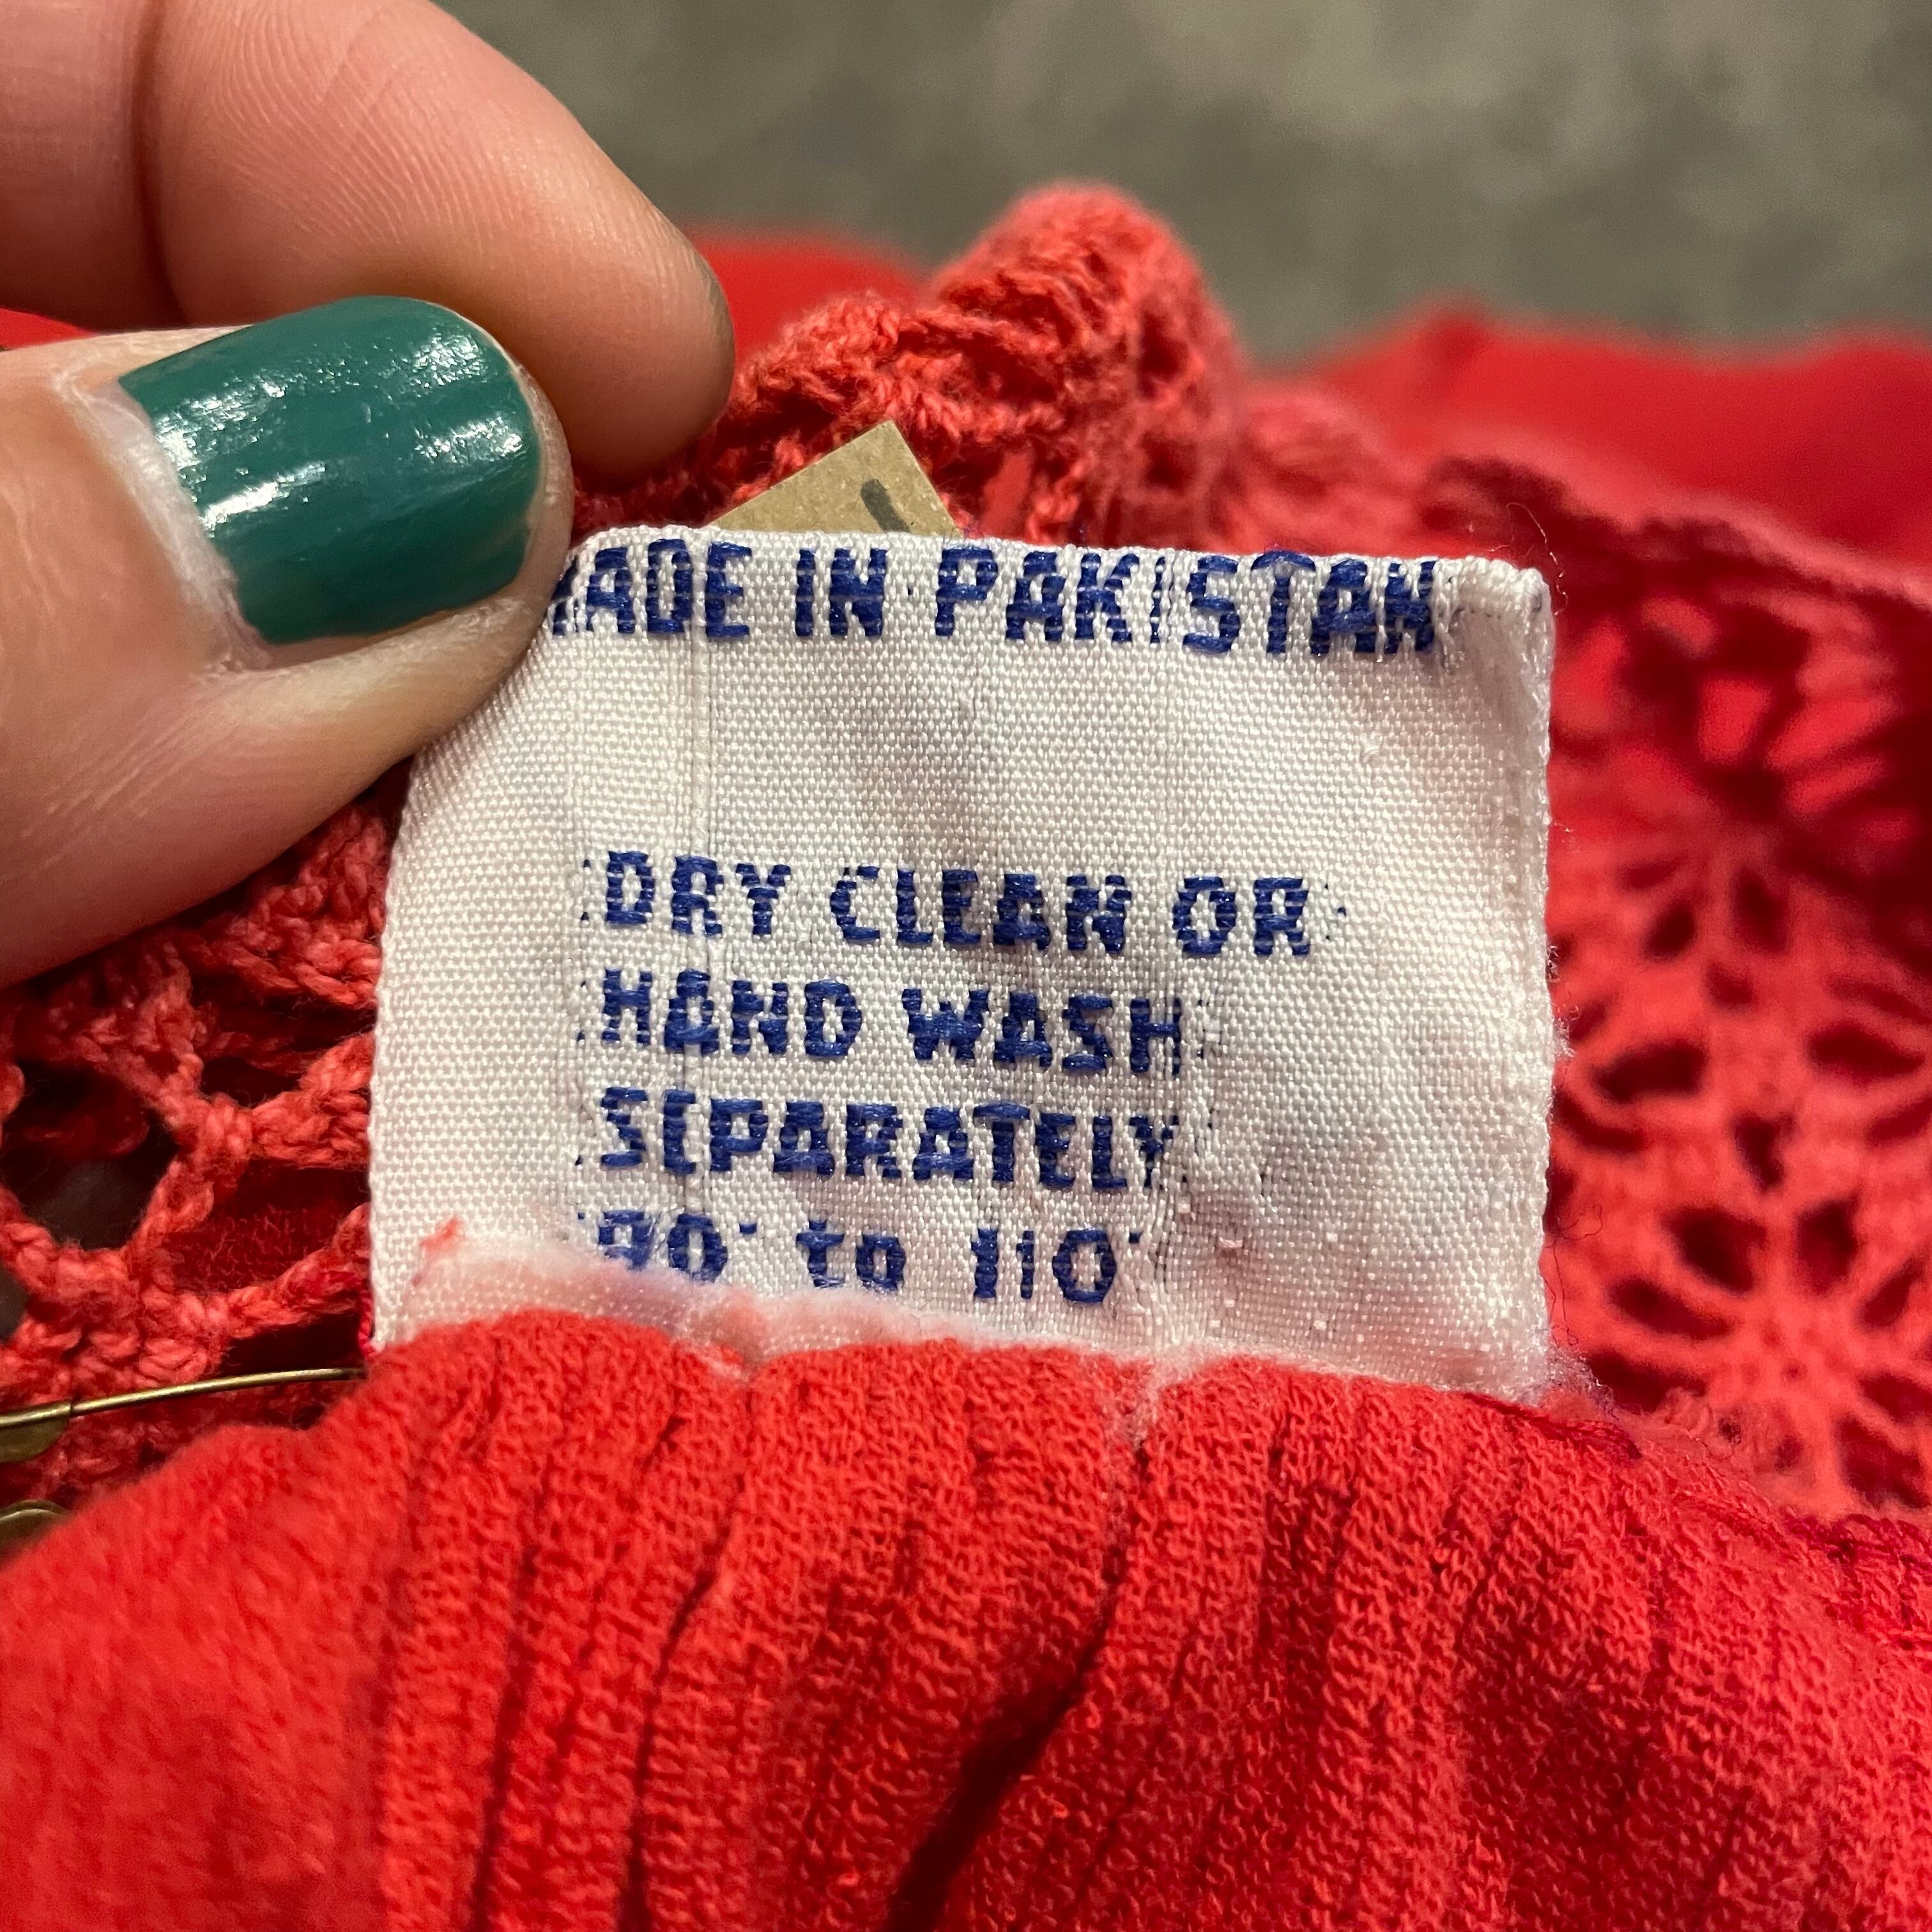 MADE IN PAKISTAN
DRY CLEAN OR
HAND WASH
SEPARATELY
90° to 110°